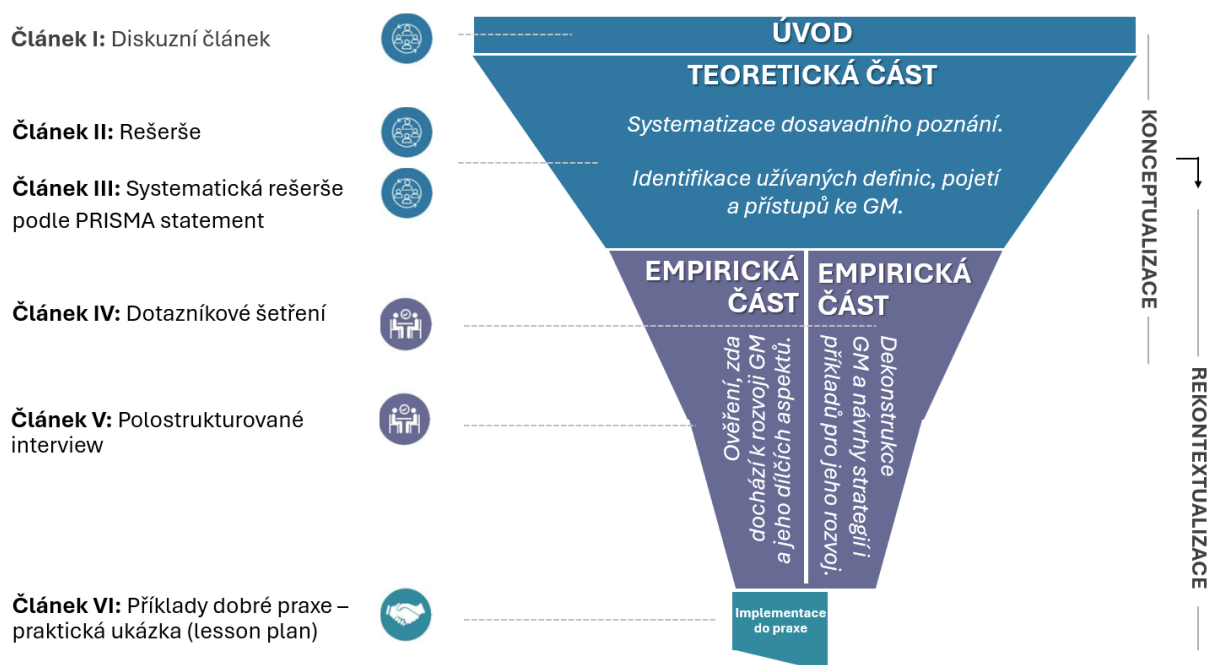 Článek I: Diskuzní článek
Článek II: Rešerše
Článek III: Systematická rešerše
podle PRISMA statement
Článek IV: Dotazníkové šetření
Článek V: Polostrukturované
interview
Článek VI: Příklady dobré praxe –
praktická ukázka (lesson plan)
ÚVOD
TEORETICKÁ ČÁST
Systematizace dosavadního poznání.
Identifikace užívaných definic, pojetí
a přístupů ke GM.
EMPIRICKÁ
ČÁST
Ověření, zda
dochází k rozvoji GM
a jeho dílčích aspektů.
EMPIRICKÁ
ČÁST
Dekonstrukce
GM a návrhy strategií i
příkladů pro jeho rozvoj.
Implementace
do praxe
KONCEPTUALIZACE
REKONTEXTUALIZACE